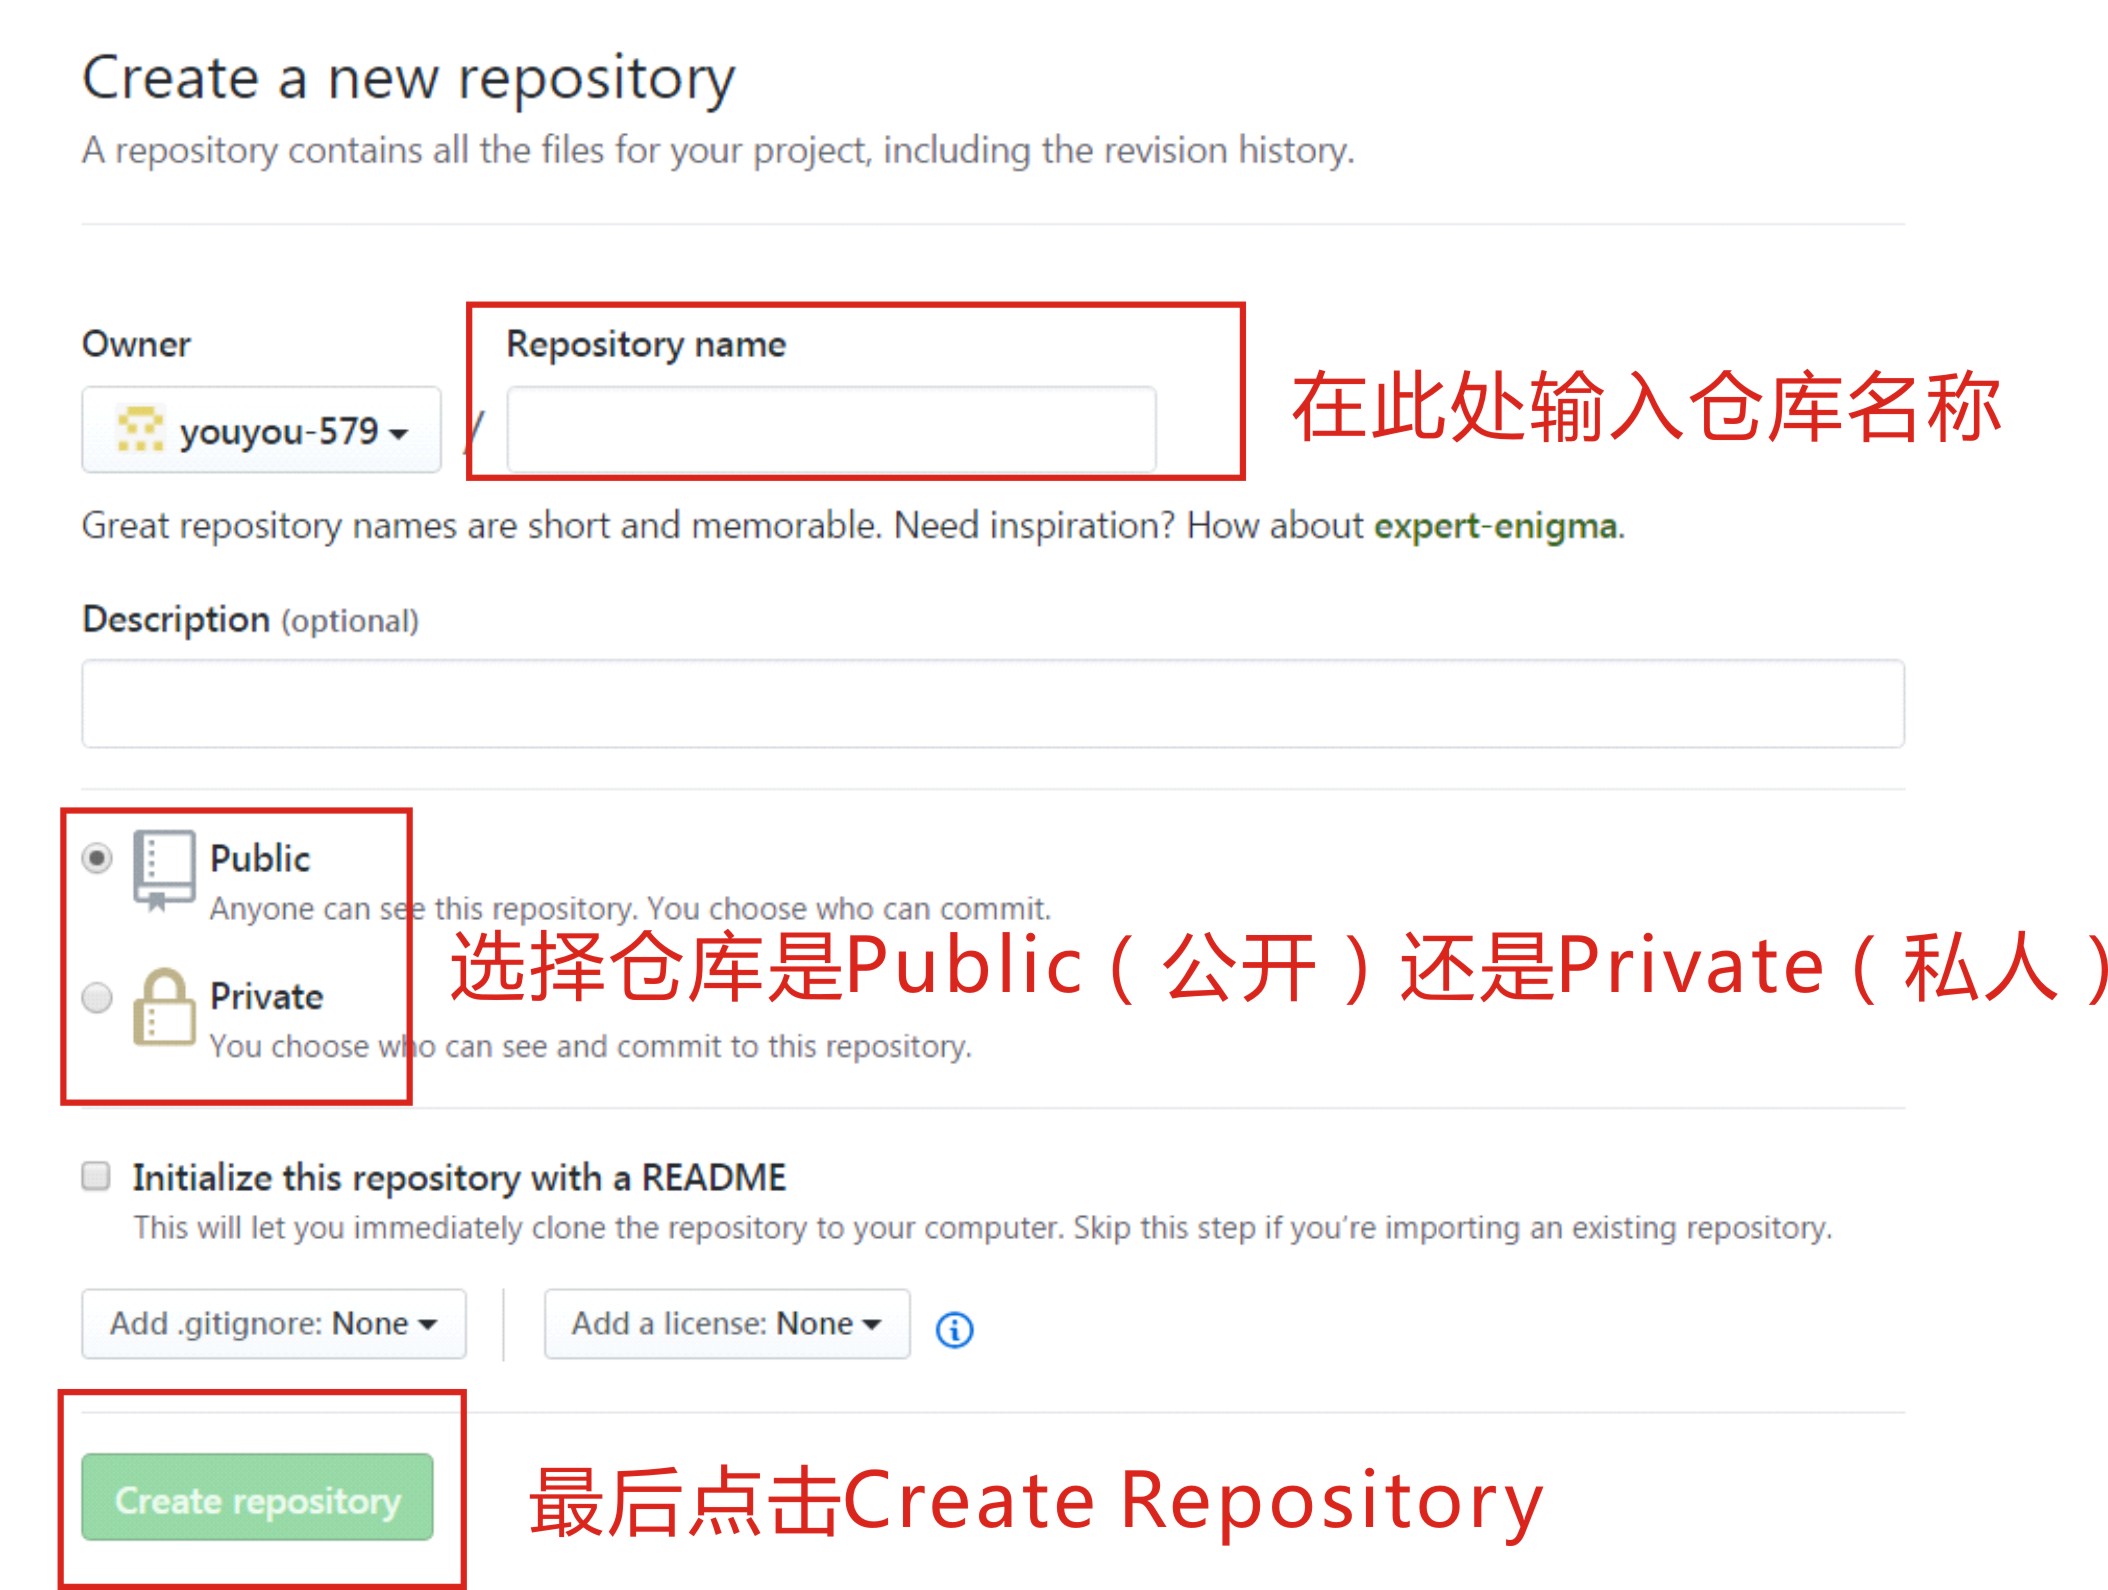 Create a new repository
A repository contains all the files for your project, including the revision history.
Owner
Repository name
youyou-579
/
在此处输入仓库名称
Great repository names are short and memorable. Need inspiration? How about expert-enigma.
Description (optional)
Public
Anyone can see this repository. You choose who can commit.
选择仓库是Public（公开）还是Private（私人）
Private
You choose who can see and commit to this repository.
Initialize this repository with a README
This will let you immediately clone the repository to your computer. Skip this step if you’re importing an existing repository.
Add .gitignore: None
Add a license: None
Create repository
最后点击Create Repository